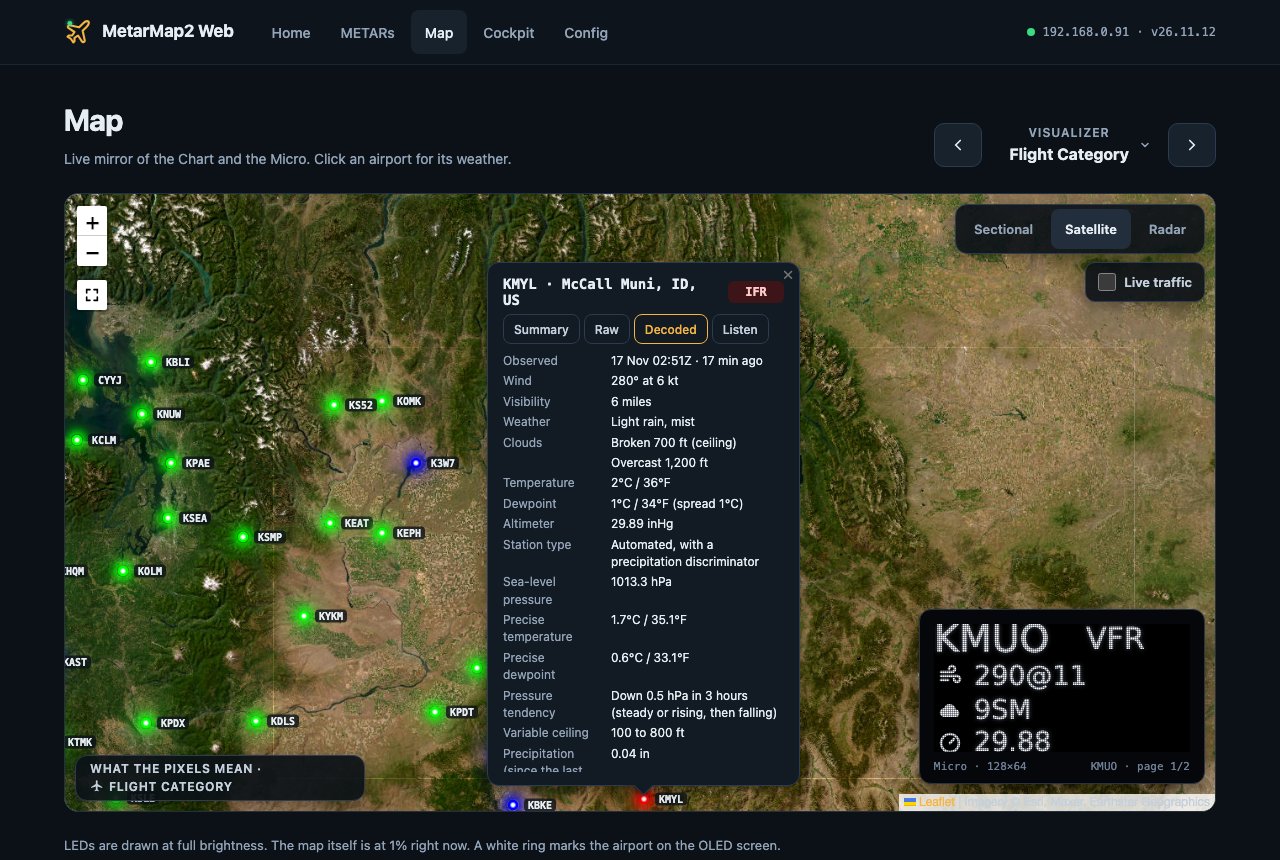 MetarMap2 Web
Home
METARs
Map
Cockpit
Config
192.168.0.91 · v26.11.12
Map
Live mirror of the Chart and the Micro. Click an airport for its weather.
VISUALIZER
Flight Category
+
−
Sectional
Satellite
Radar
Live traffic
KMYL · McCall Muni, ID,
US
IFR
Summary
Raw
Decoded
Listen
Observed 17 Nov 02:51Z · 17 min ago
Wind 280° at 6 kt
Visibility 6 miles
Weather Light rain, mist
Clouds Broken 700 ft (ceiling)
Overcast 1,200 ft
Temperature 2°C / 36°F
Dewpoint 1°C / 34°F (spread 1°C)
Altimeter 29.89 inHg
Station type Automated, with a
precipitation discriminator
Sea-level 1013.3 hPa
pressure
Precise 1.7°C / 35.1°F
temperature
Precise 0.6°C / 33.1°F
dewpoint
Pressure Down 0.5 hPa in 3 hours
tendency (steady or rising, then falling)
Variable ceiling 100 to 800 ft
Precipitation 0.04 in
(since the last
KBLI
CYYJ
KS52
KOMK
KNUW
KCLM
KPAE
K3W7
KSEA
KEAT
KEPH
KSMP
HQM
KOLM
KYKM
KAST
KPDT
KPDX
KDLS
KTMK
KBKE
KMYL
WHAT THE PIXELS MEAN ·
FLIGHT CATEGORY
KMUO VFR
290@11
9SM
29.88
Micro · 128×64
KMUO · page 1/2
Leaflet
LEDs are drawn at full brightness. The map itself is at 1% right now. A white ring marks the airport on the OLED screen.